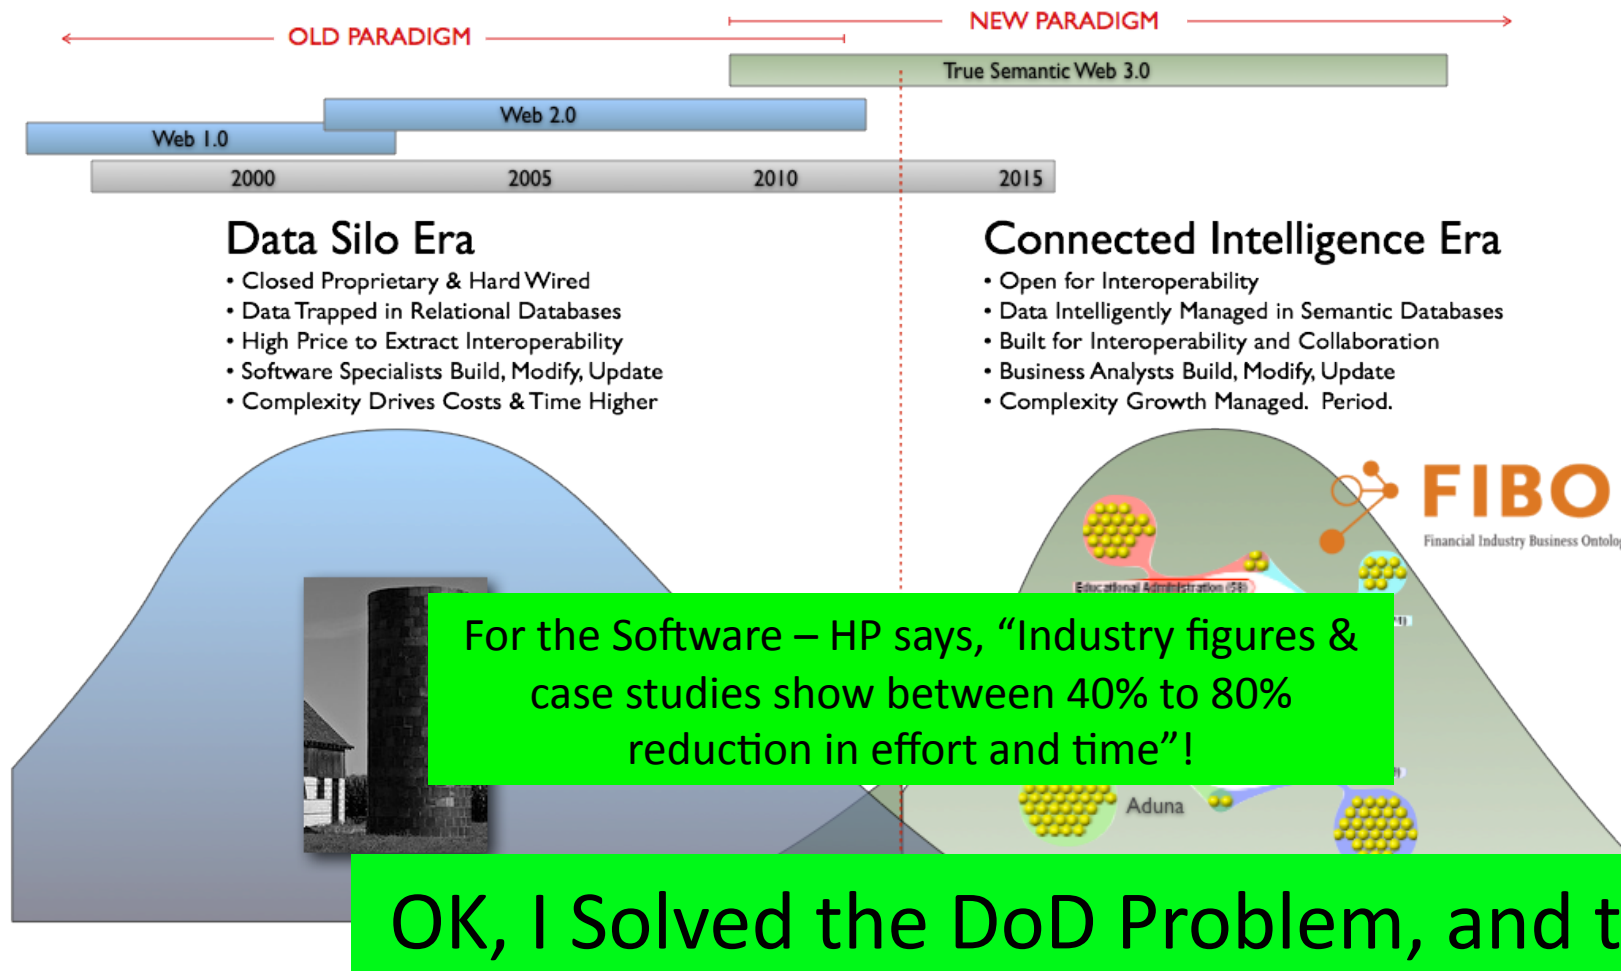 OLD PARADIGM
NEW PARADIGM
True Semantic Web 3.0
Web 2.0
Web 1.0
2000 2005 2010 2015
Data Silo Era
• Closed Proprietary & Hard Wired
• Data Trapped in Relational Databases
• High Price to Extract Interoperability
• Software Specialists Build, Modify, Update
• Complexity Drives Costs & Time Higher
Connected Intelligence Era
• Open for Interoperability
• Data Intelligently Managed in Semantic Databases
• Built for Interoperability and Collaboration
• Business Analysts Build, Modify, Update
• Complexity Growth Managed. Period.
FIBO
Financial Industry Business Ontolo
Educational Administration (58)
For the Software – HP says, “Industry figures &
case studies show between 40% to 80%
reduction in effort and time”!
Aduna
OK, I Solved the DoD Problem, and t